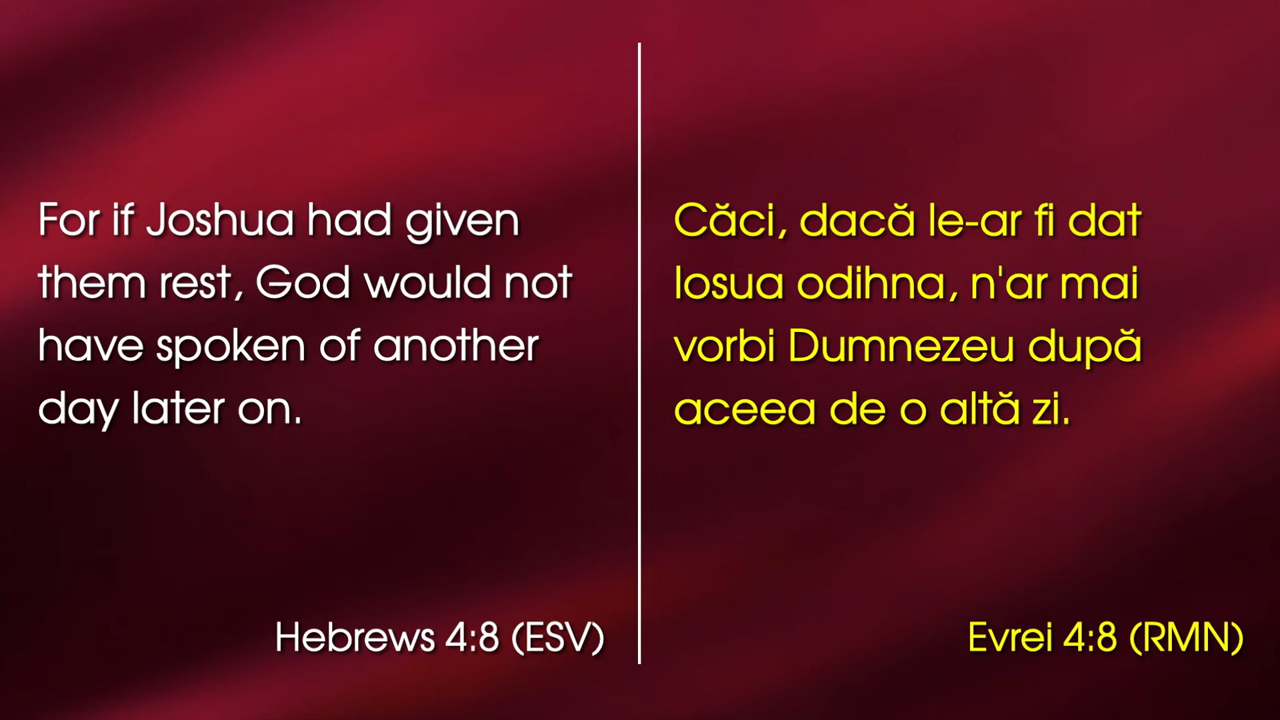 For if Joshua had given
them rest, God would not
have spoken of another
day later on.
Hebrews 4:8 (ESV)
Căci, dacă le-ar fi dat
Iosua odihna, n'ar mai
vorbi Dumnezeu după
aceea de o altă zi.
Evrei 4:8 (RMN)